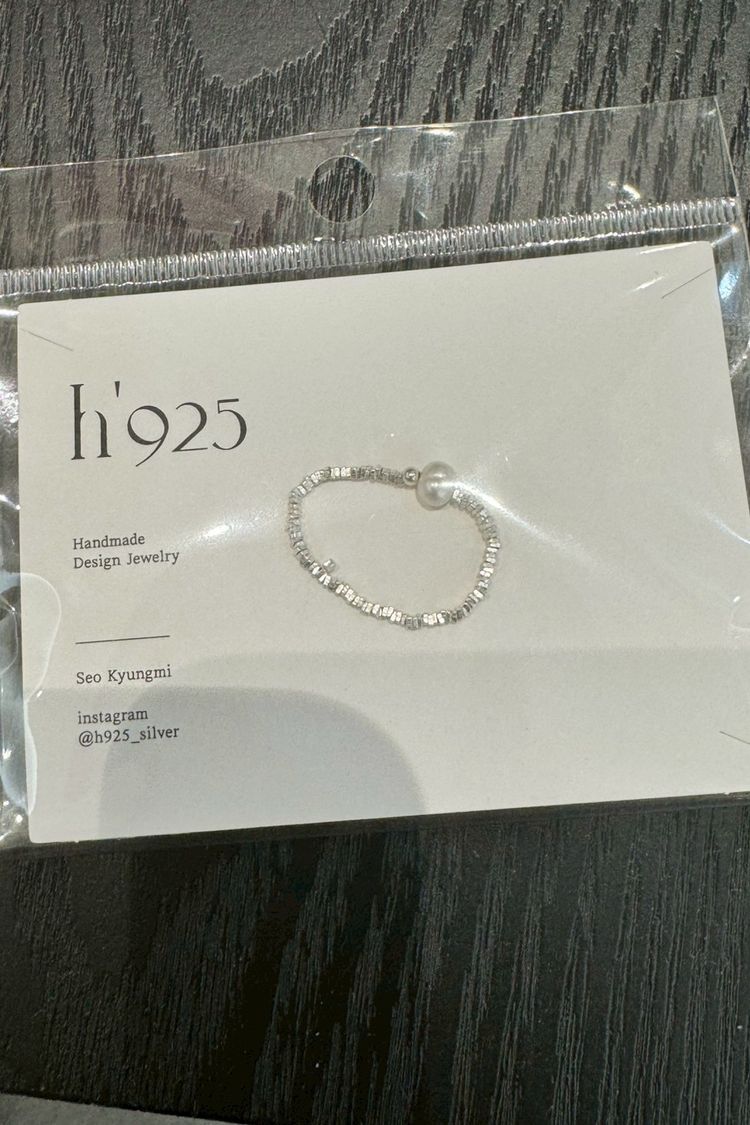 h'925
Handmade
Design Jewelry
Seo Kyungmi
instagram
@h925_silver